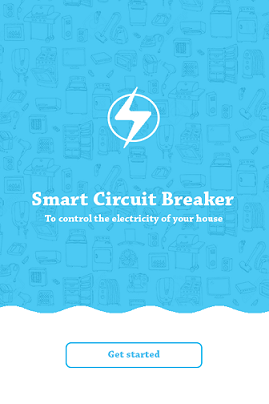 Smart Circuit Breaker
To control the electricity of your house
Get started